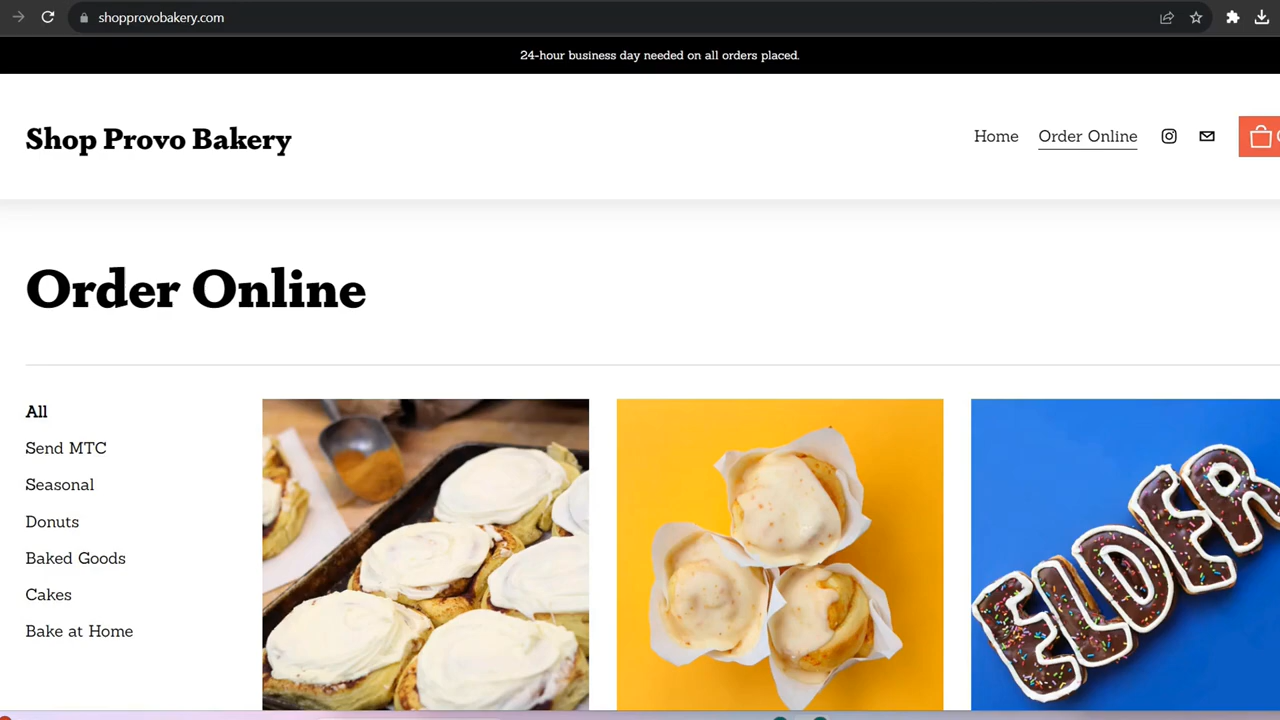 shopprovobakery.com
24-hour business day needed on all orders placed.
Shop Provo Bakery
Home
Order Online
Order Online
All
Send MTC
Seasonal
Donuts
Baked Goods
Cakes
Bake at Home
ELDER